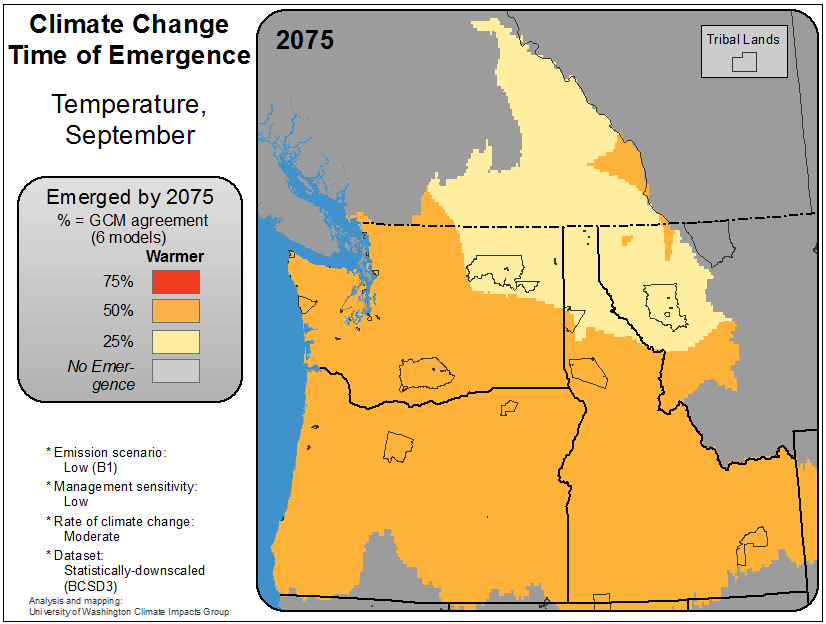 Climate Change
Time of Emergence
Temperature,
September
Emerged by 2075
% = GCM agreement
(6 models)
Warmer
75%
50%
25%
No Emer-
gence
* Emission scenario:
Low (B1)
* Management sensitivity:
Low
* Rate of climate change:
Moderate
* Dataset:
Statistically-downscaled
(BCSD3)
Analysis and mapping:
University of Washington Climate Impacts Group
2075
Tribal Lands